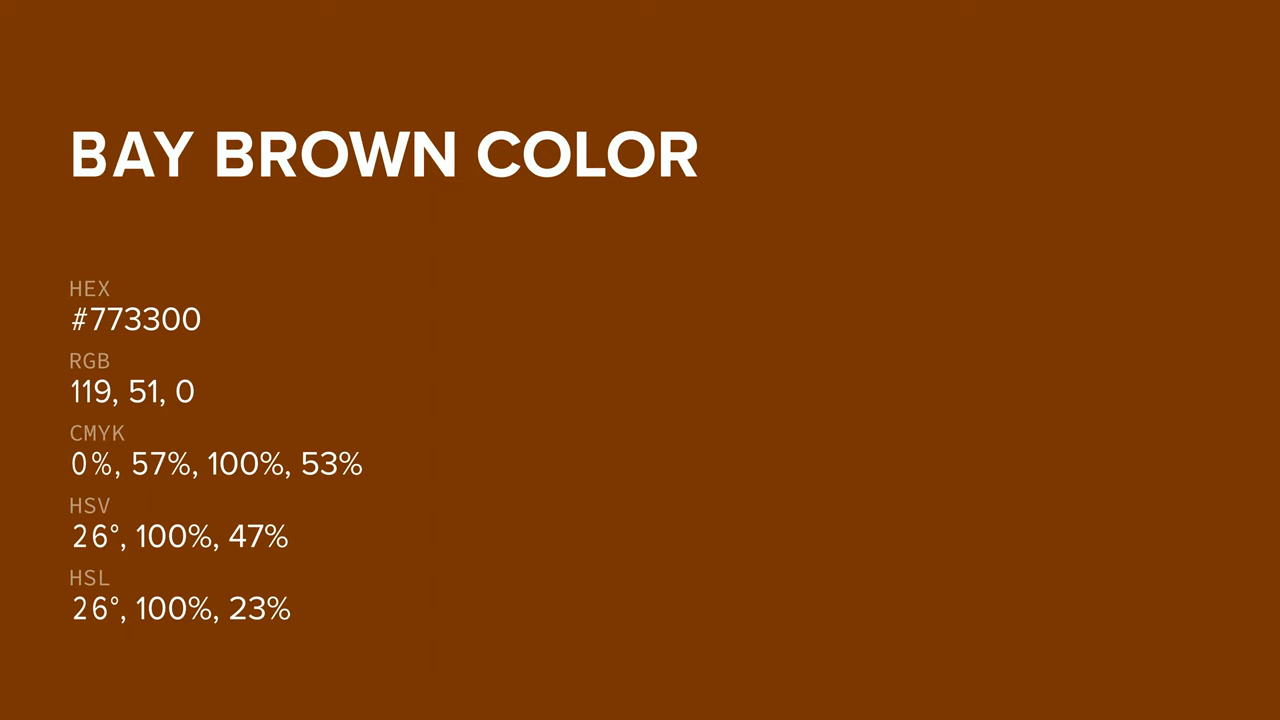 BAY BROWN COLOR
HEX
#773300
RGB
119, 51, 0
CMYK
0%, 57%, 100%, 53%
HSV
26°, 100%, 47%
HSL
26°, 100%, 23%